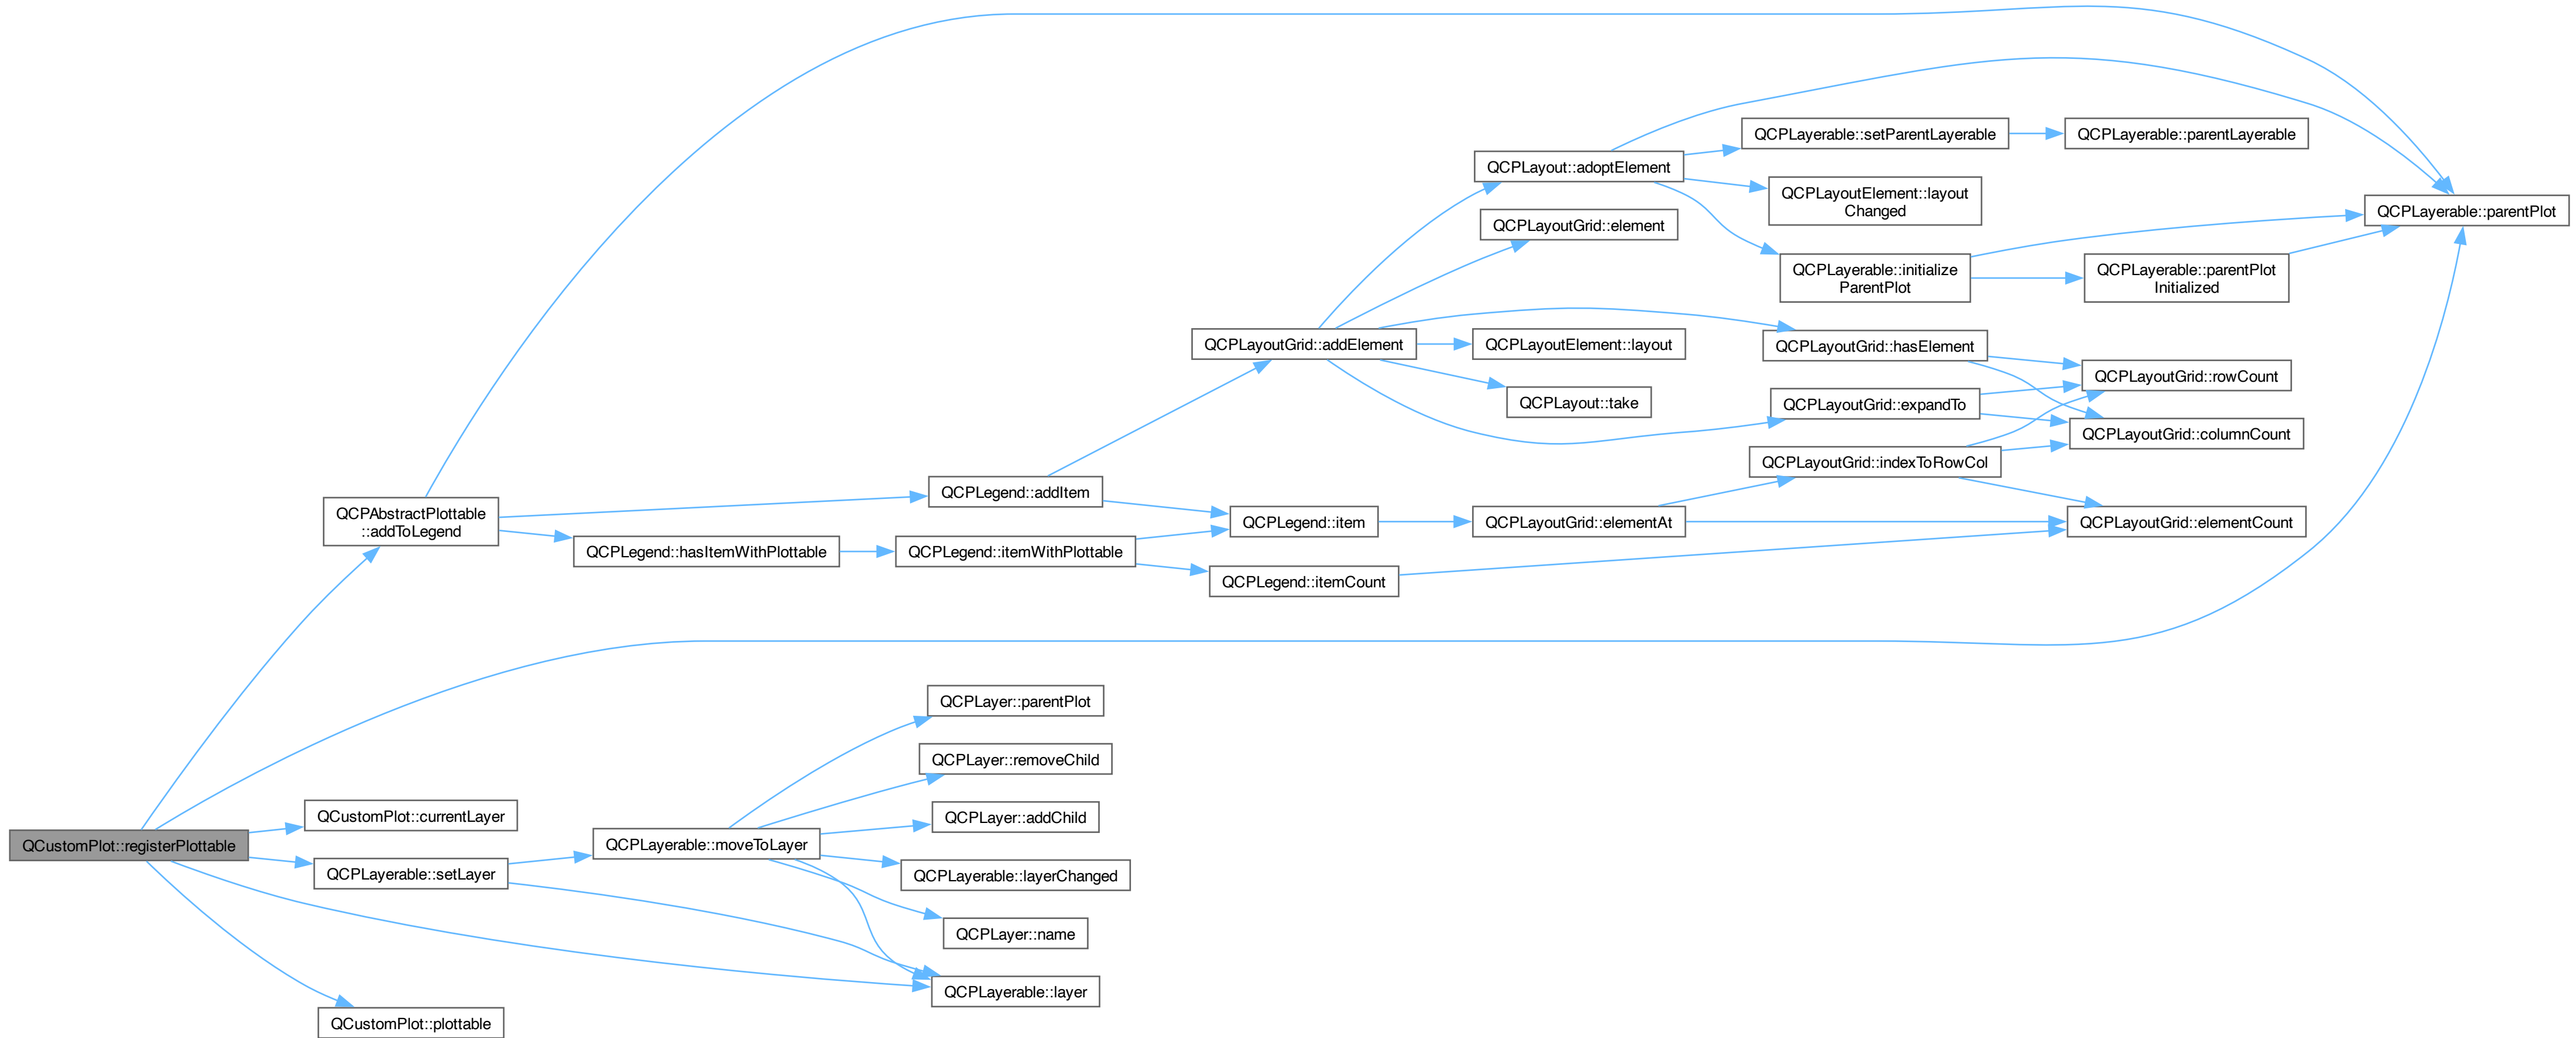 QCPLayerable::setParentLayerable
QCPLayerable::parentLayerable
QCPLayout::adoptElement
QCPLayoutElement::layout
Changed
QCPLayerable::parentPlot
QCPLayoutGrid::element
QCPLayerable::initialize
ParentPlot
QCPLayerable::parentPlot
Initialized
QCPLayoutGrid::addElement
QCPLayoutElement::layout
QCPLayoutGrid::hasElement
QCPLayoutGrid::rowCount
QCPLayout::take
QCPLayoutGrid::expandTo
QCPLayoutGrid::columnCount
QCPLayoutGrid::indexToRowCol
QCPLegend::addItem
QCPAbstractPlottable
::addToLegend
QCPLegend::item
QCPLayoutGrid::elementAt
QCPLayoutGrid::elementCount
QCPLegend::hasItemWithPlottable
QCPLegend::itemWithPlottable
QCPLegend::itemCount
QCPLayer::parentPlot
QCPLayer::removeChild
QCustomPlot::currentLayer
QCPLayer::addChild
QCustomPlot::registerPlottable
QCPLayerable::moveToLayer
QCPLayerable::setLayer
QCPLayerable::layerChanged
QCPLayer::name
QCPLayerable::layer
QCustomPlot::plottable